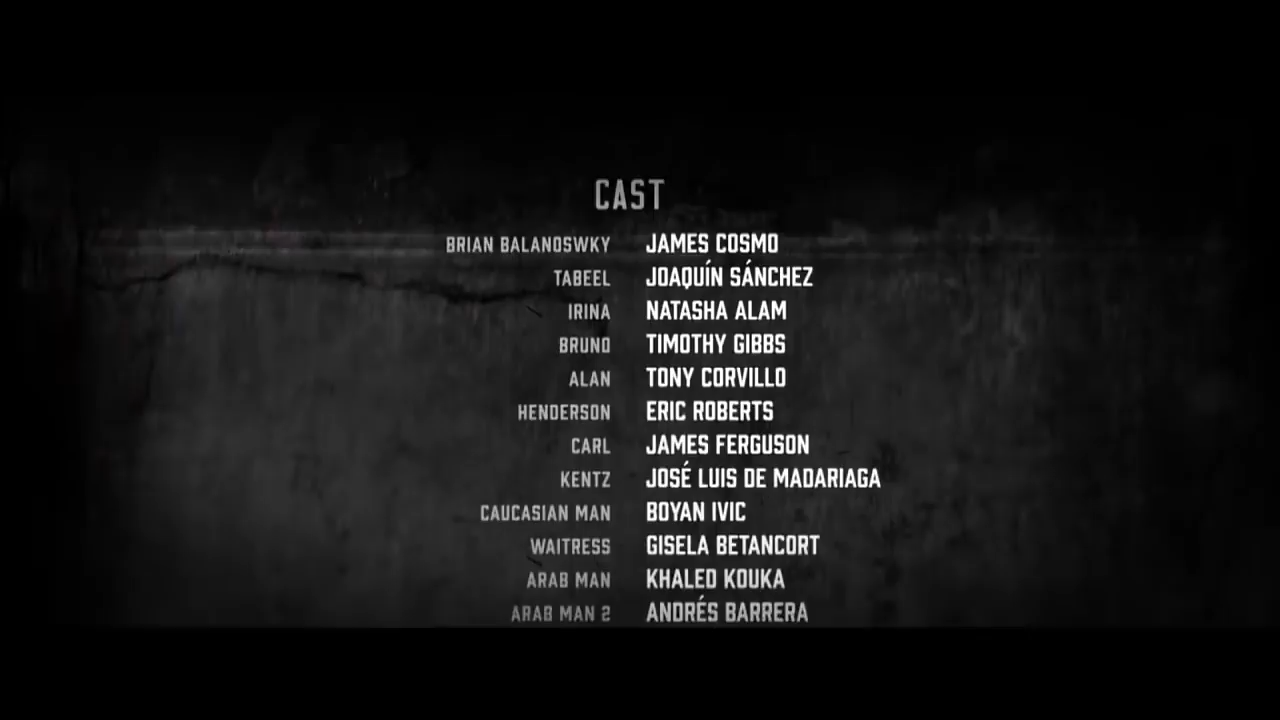 CAST
BRIAN BALANOSWKY JAMES COSMO
TABEEL JOAQUÍN SÁNCHEZ
IRINA NATASHA ALAM
BRUNO TIMOTHY GIBBS
ALAN TONY CORVILLO
HENDERSON ERIC ROBERTS
CARL JAMES FERGUSON
KENTZ JOSÉ LUIS DE MADARIAGA
CAUCASIAN MAN BOYAN IVIC
WAITRESS GISELA BETANCORT
ARAB MAN KHALED KOUKA
ARAB MAN 2 ANDRÉS BARRERA